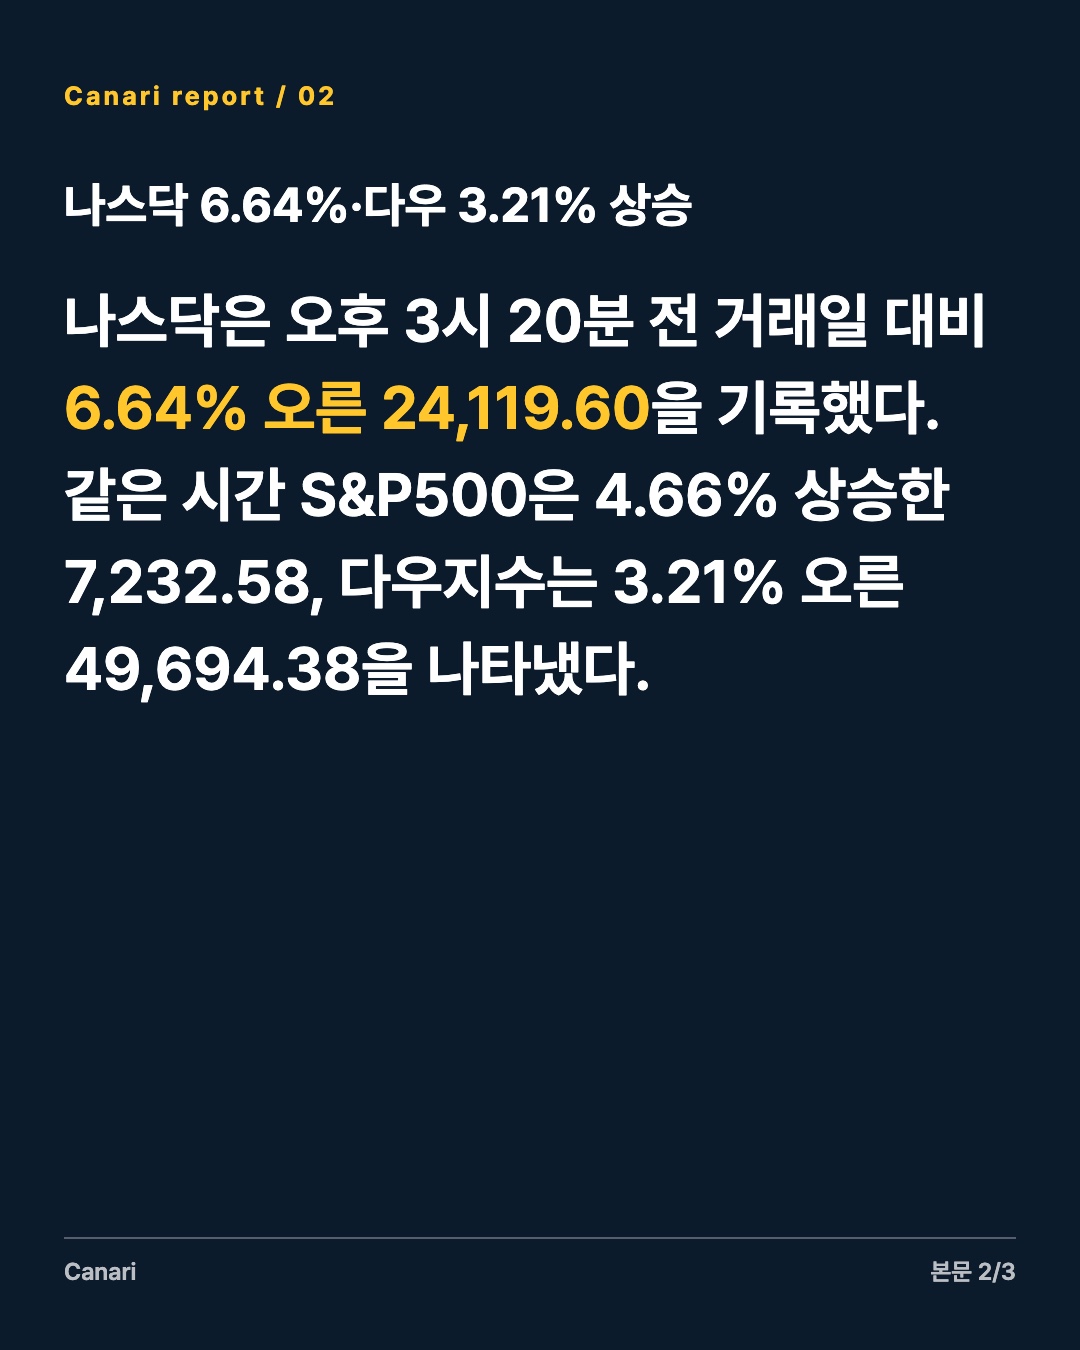 Canari report / 02
나스닥 6.64%·다우 3.21% 상승
나스닥은 오후 3시 20분 전 거래일 대비
6.64% 오른 24,119.60을 기록했다.
같은 시간 S&P500은 4.66% 상승한
7,232.58, 다우지수는 3.21% 오른
49,694.38을 나타냈다.
Canari
본문 2/3